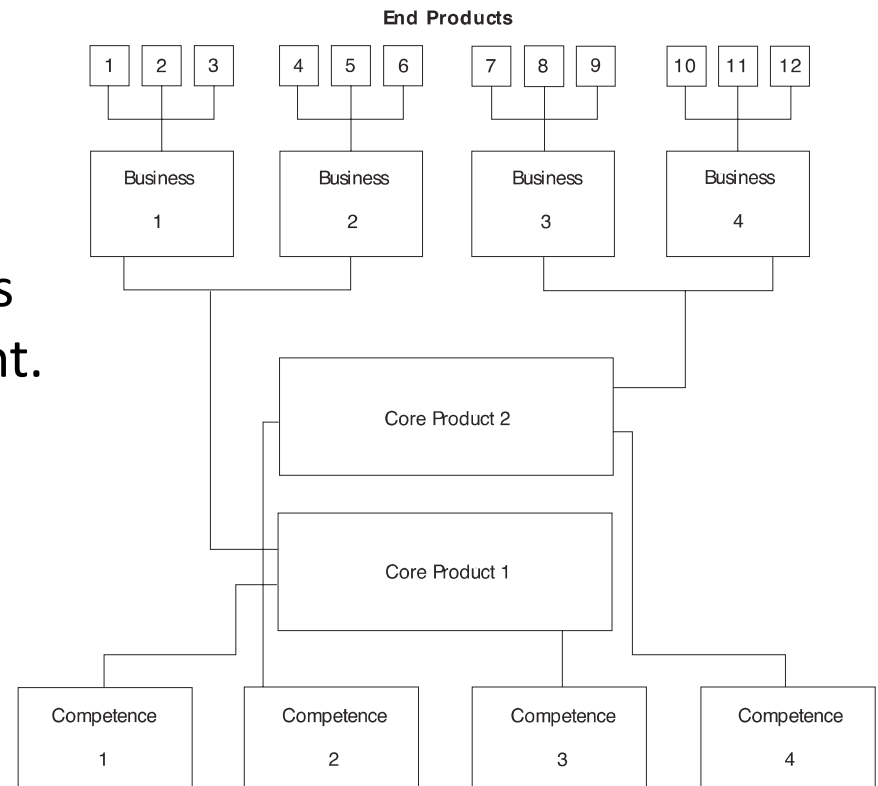 End Products
1 2 3 4 5 6 7 8 9 10 11 12
Business Business Business Business
1 2 3 4
s
nt.
Core Product 2
Core Product 1
Competence Competence Competence Competence
1 2 3 4